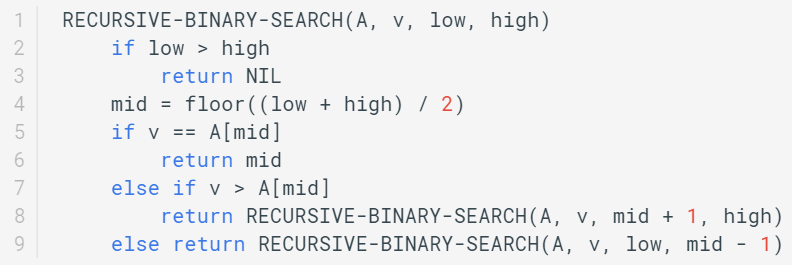 1 RECURSIVE-BINARY-SEARCH(A, v, low, high)
2     if low > high
3         return NIL
4     mid = floor((low + high) / 2)
5     if v == A[mid]
6         return mid
7     else if v > A[mid]
8         return RECURSIVE-BINARY-SEARCH(A, v, mid + 1, high)
9     else return RECURSIVE-BINARY-SEARCH(A, v, low, mid - 1)